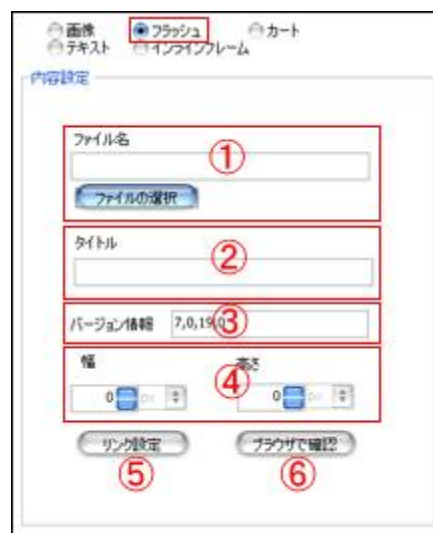 画像 フラッシュ カート
テキスト インラインフレーム
内容設定
ファイル名
①
ファイルの選択
タイトル
②
バージョン情報 7,0,19,0
③
幅 高さ
④
0 px 0 px
リンク設定 ブラウザで確認
⑤ ⑥